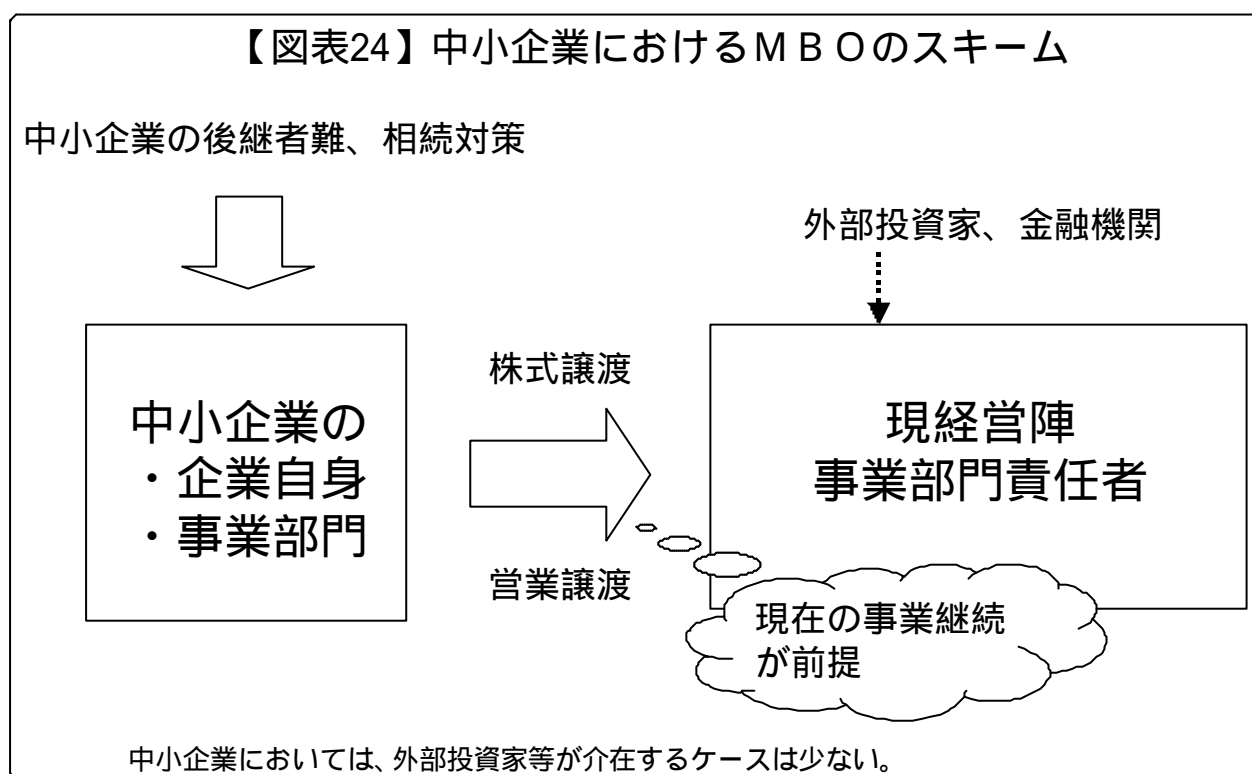 【図表24】中小企業におけるＭＢＯのスキーム
中小企業の後継者難、相続対策
外部投資家、金融機関
株式譲渡
中小企業の
・企業自身
・事業部門
現経営陣
事業部門責任者
営業譲渡
現在の事業継続
が前提
中小企業においては、外部投資家等が介在するケースは少ない。